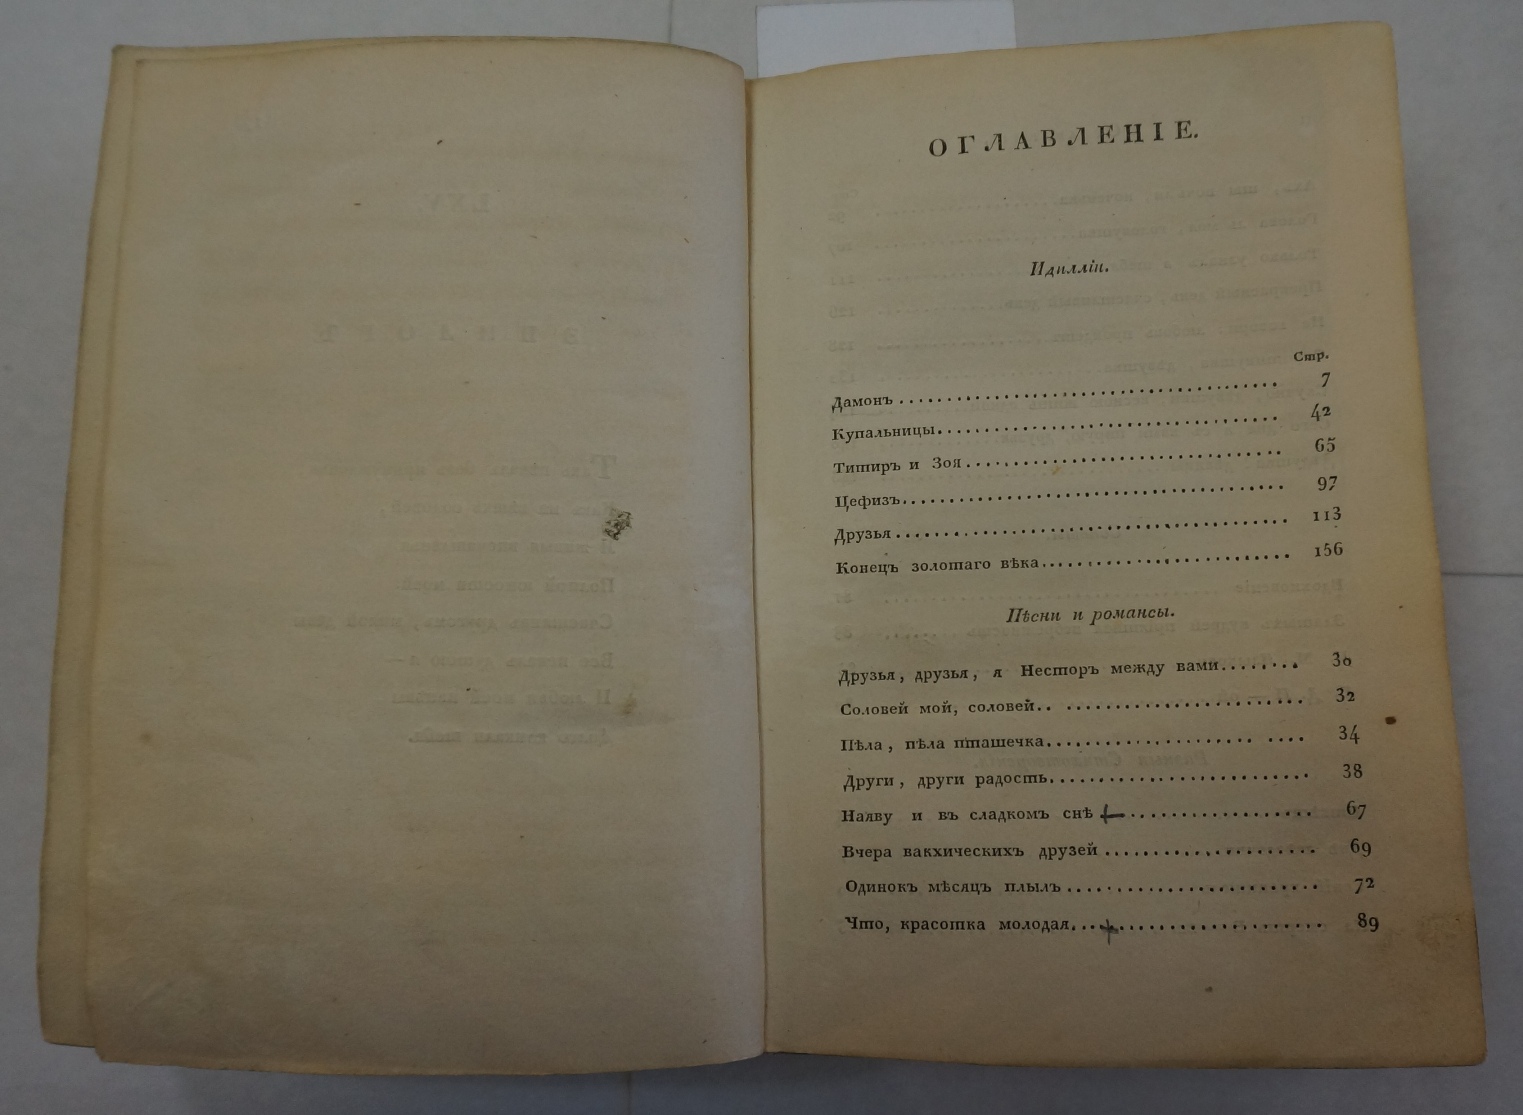 ОГЛАВЛЕНІЕ.
Идилліи.
Стр.
Дамонъ........................................ 7
Купальницы.................................... 42
Титиръ и Зоя.................................. 65
Цефизъ........................................ 97
Друзья........................................ 113
Конецъ золотаго вѣка.......................... 156
Пѣсни и романсы.
Друзья, друзья, я Несторъ между вами....... 30
Соловей мой, соловей.. ...................... 32
Пѣла, пѣла пташечка.................. .... 34
Други, други радость...................... 38
Наяву и въ сладкомъ снѣ + ................ 67
Вчера вакхическихъ друзей .................. 69
Одинокъ мѣсяцъ плылъ ..................... 72
Что, красотка молодая...+................. 89